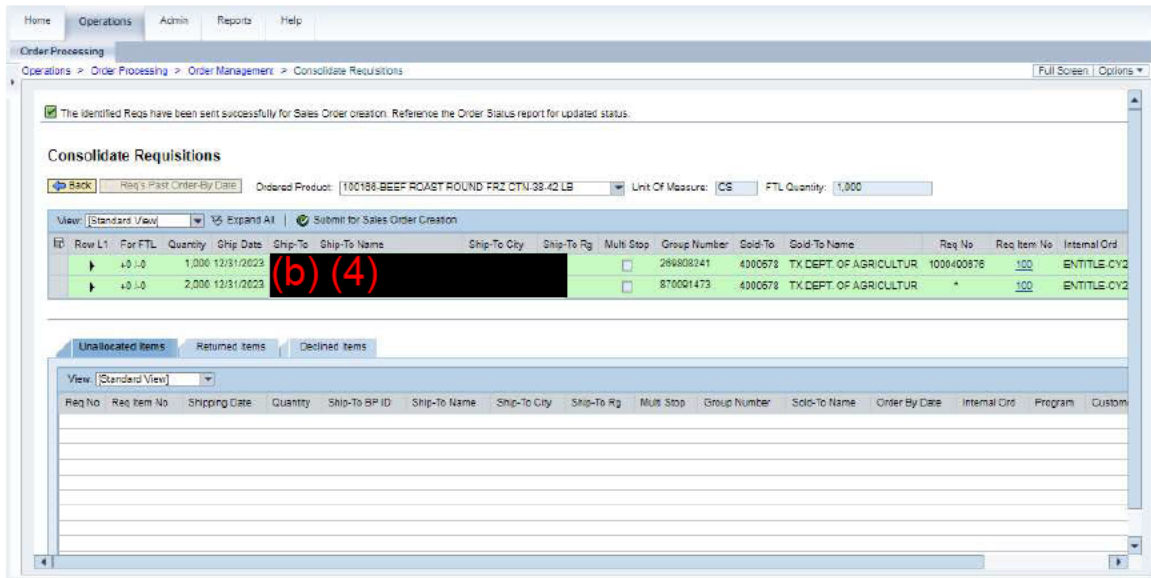 Home Operations Admin Reports Help
Order Processing
Operations > Order Processing > Order Management > Consolidate Requisitions Full Screen Options
The identified Reqs have been sent successfully for Sales Order creation. Reference the Order Status report for updated status.
Consolidate Requisitions
Back Req's Past Order-By Date Ordered Product: 100186-BEEF ROAST ROUND FRZ CTN-38-42 LB Unit Of Measure: CS FTL Quantity: 1,000
View: [Standard View] Expand All | Submit for Sales Order Creation
Row L1 For FTL Quantity Ship Date Ship-To Ship-To Name Ship-To City Ship-To Rg Multi Stop Group Number Sold-To Sold-To Name Req No Req Item No Internal Ord
+0 /-0 1,000 12/31/2023 269808241 4000678 TX DEPT. OF AGRICULTUR 1000400876 100 ENTITLE-CY2
+0 /-0 2,000 12/31/2023 870091473 4000678 TX DEPT. OF AGRICULTUR * 100 ENTITLE-CY2
(b) (4)
Unallocated Items Returned Items Declined Items
View: [Standard View]
Req No Req Item No Shipping Date Quantity Ship-To BP ID Ship-To Name Ship-To City Ship-To Rg Multi Stop Group Number Sold-To Name Order By Date Internal Ord Program Custom